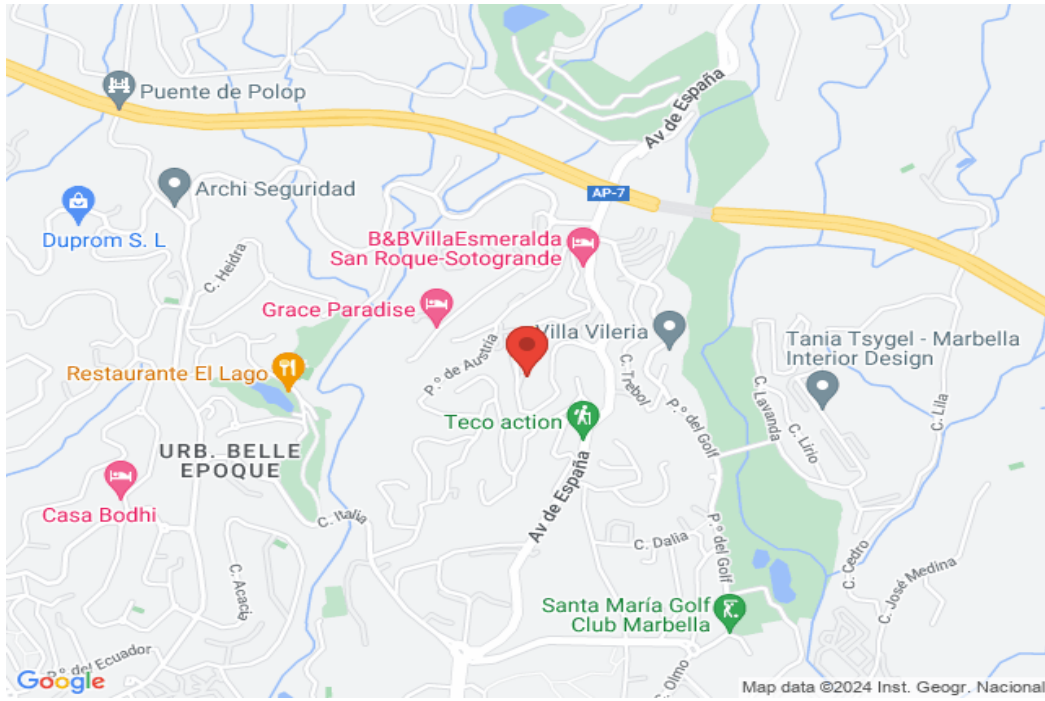 Av de España
Puente de Polop
AP-7
Archi Seguridad
Duprom S. L
B&BVillaEsmeralda
San Roque-Sotogrande
C. Heidra
Grace Paradise
Villa Vileria
Tania Tsygel - Marbella
Interior Design
P.º de Austria
Restaurante El Lago
C. Trebol
C. Lavanda
C. Lila
Teco action
P.º del Golf
C. Lirio
URB. BELLE
EPOQUE
Av de España
Casa Bodhi
C. Italia
P.º del Golf
C. Dalia
C. Cedro
C. José Medina
C. Acacia
Santa María Golf
Club Marbella
P.º del Ecuador
C. Olmo
Google
Map data ©2024 Inst. Geogr. Nacional